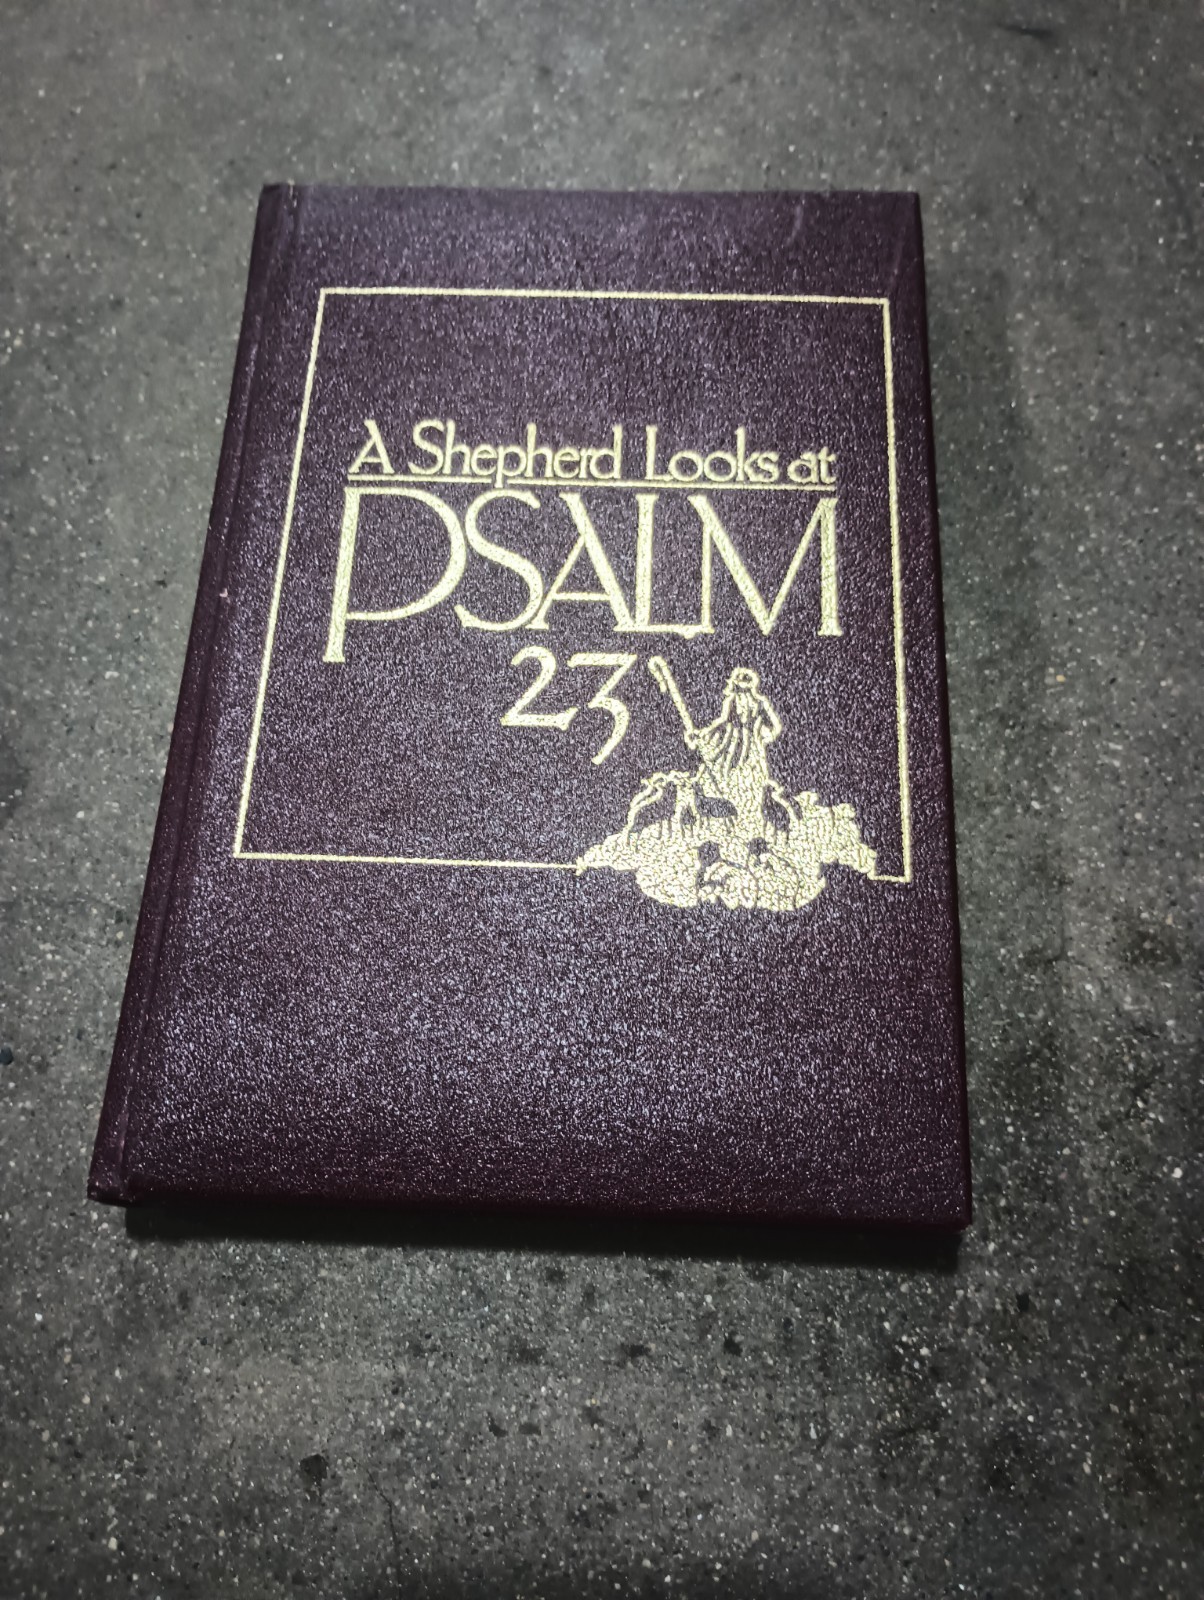 A Shepherd Looks at
PSALM
23